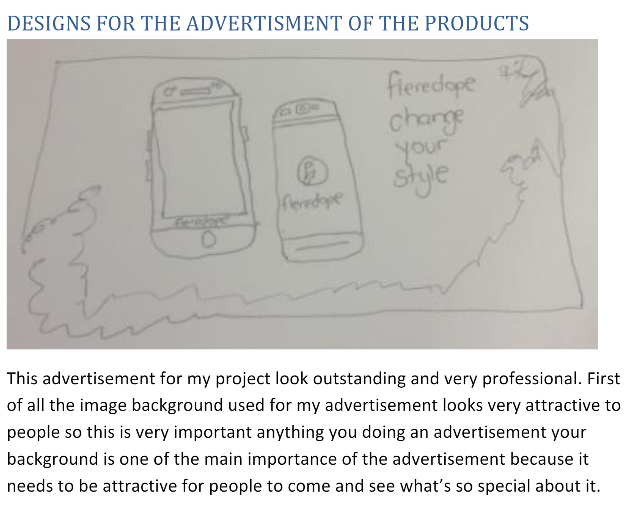 DESIGNS FOR THE ADVERTISMENT OF THE PRODUCTS
fleredope
change
your
style
fleredope
fleredope
This advertisement for my project look outstanding and very professional. First
of all the image background used for my advertisement looks very attractive to
people so this is very important anything you doing an advertisement your
background is one of the main importance of the advertisement because it
needs to be attractive for people to come and see what’s so special about it.